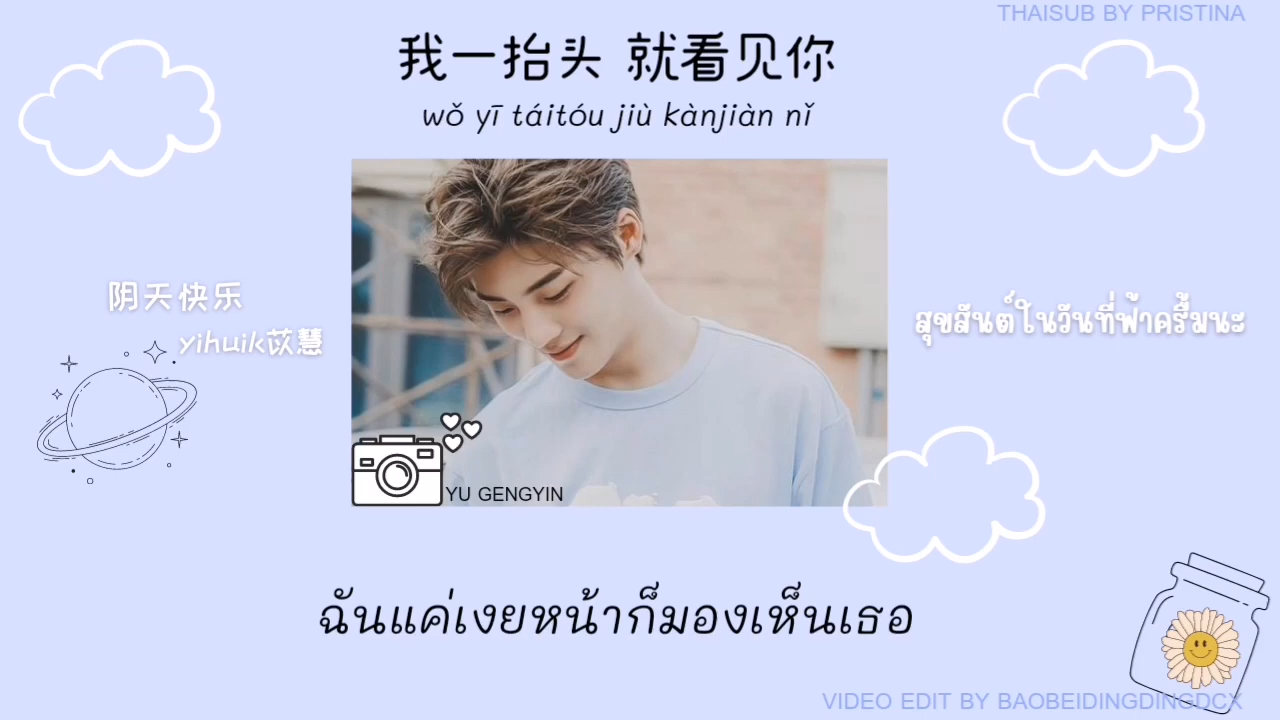 THAISUB BY PRISTINA
我一抬头 就看见你
wǒ yī táitóu jiù kànjiàn nǐ
阴天快乐
yihuik苡慧
สุขสันต์ในวันที่ฟ้าครึ้มนะ
YU GENGYIN
ฉันแค่เงยหน้าก็มองเห็นเธอ
VIDEO EDIT BY BAOBEIDINGDINGDCX